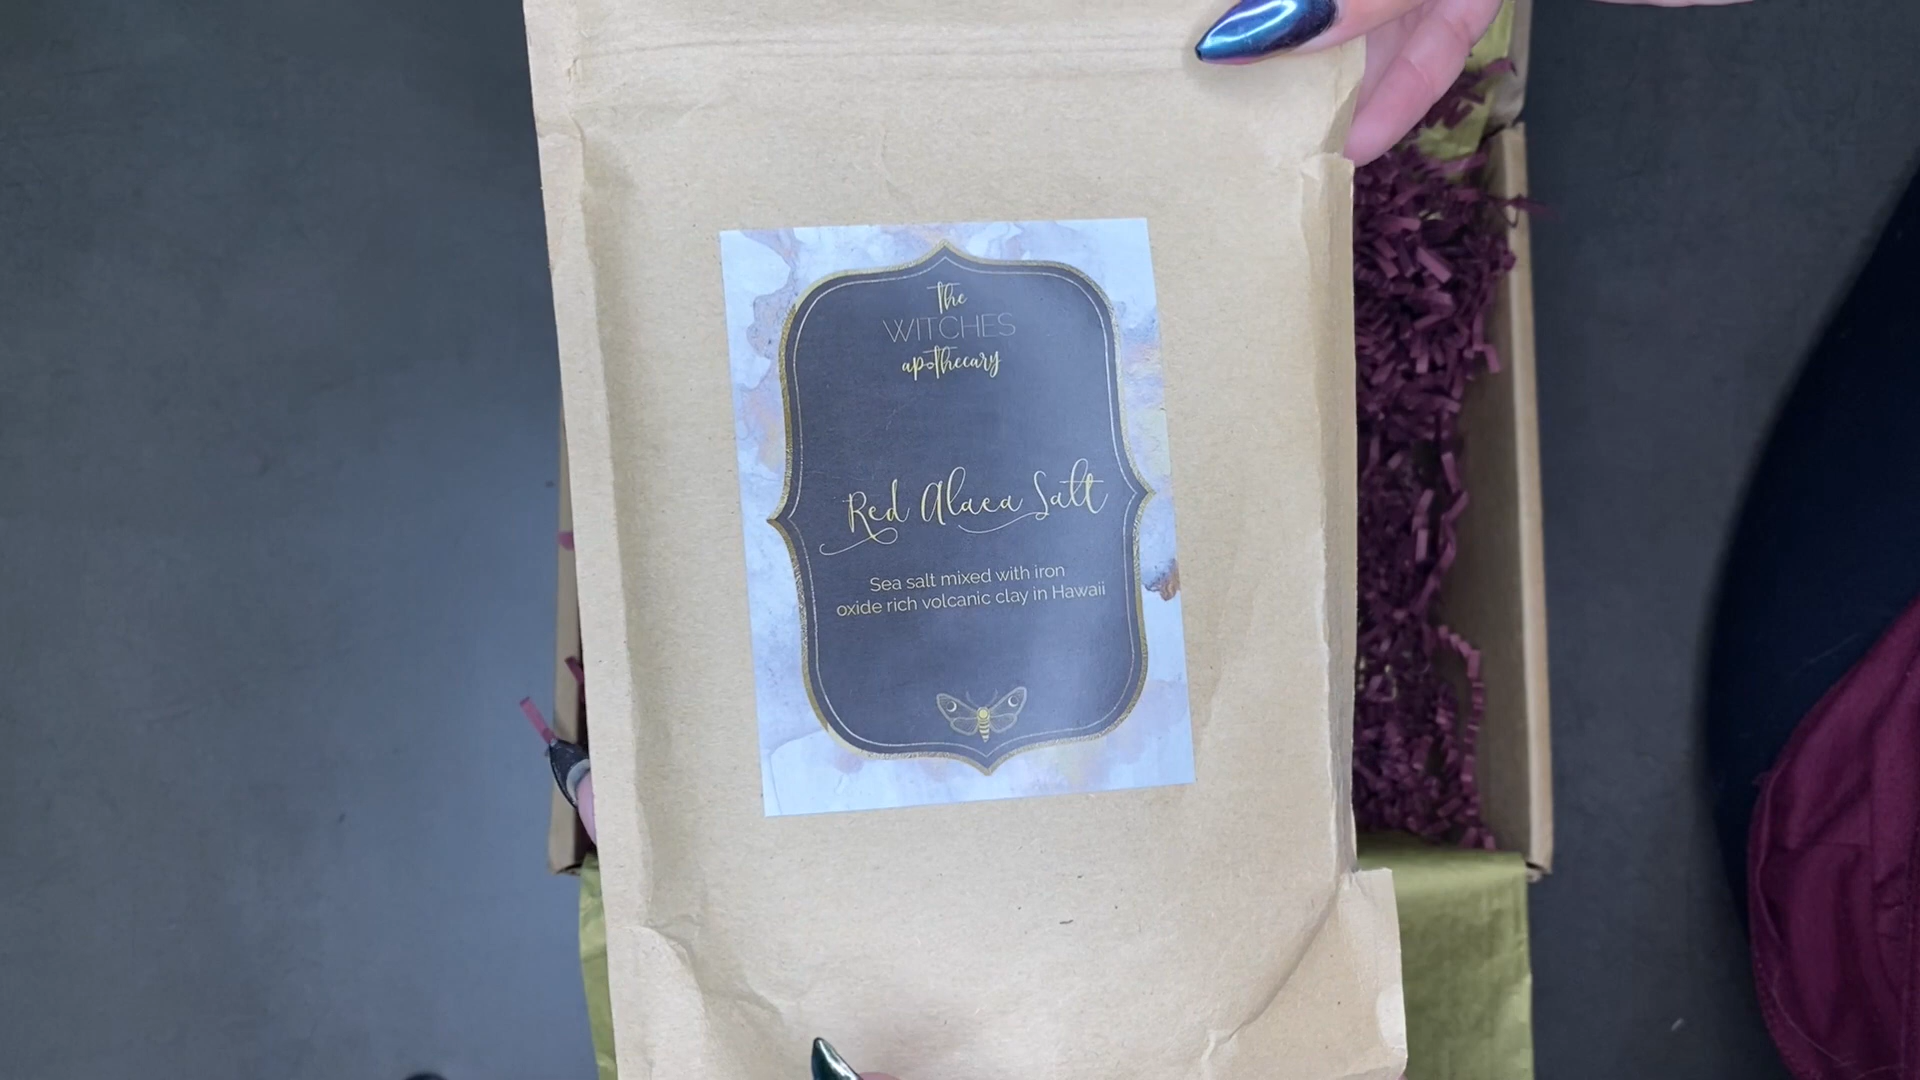 the
WITCHES
apothecary
Red Alaea Salt
Sea salt mixed with iron
oxide rich volcanic clay in Hawaii